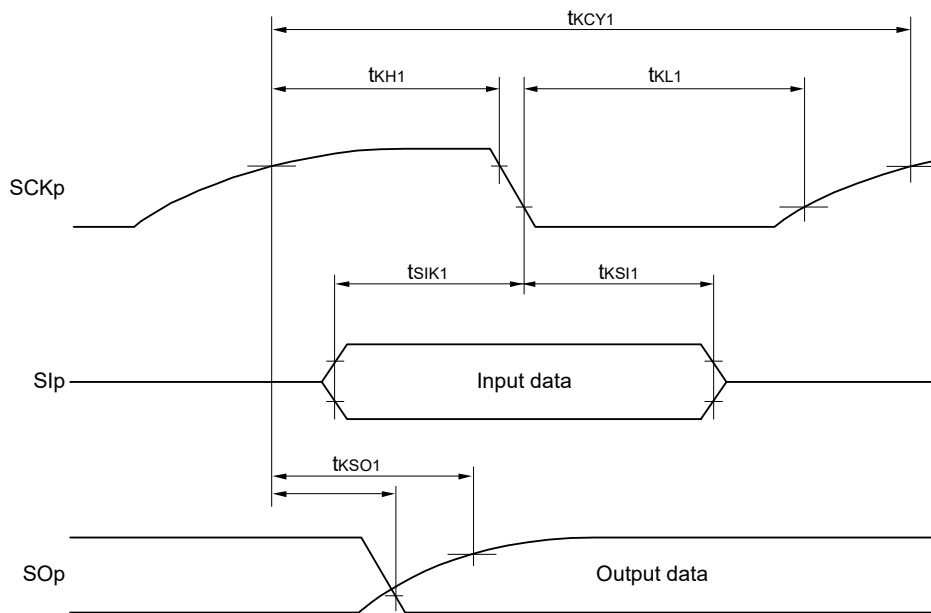 tKCY1
tKH1
tKL1
SCKp
tSIK1
tKSI1
SIp
Input data
tKSO1
SOp
Output data